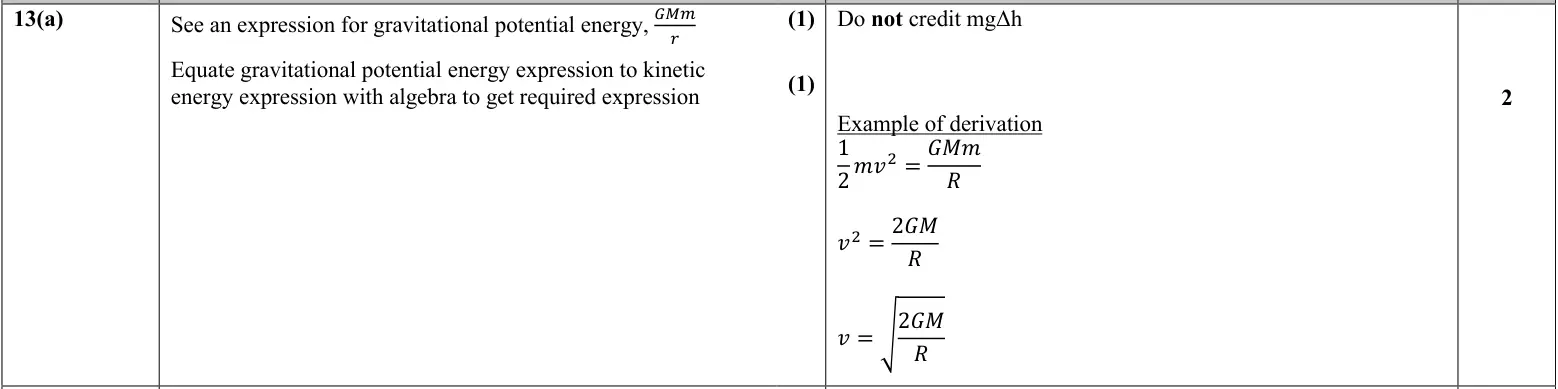 13(a)
See an expression for gravitational potential energy, GMm/r (1)
Equate gravitational potential energy expression to kinetic
energy expression with algebra to get required expression (1)
Do not credit mgΔh
Example of derivation
1/2 mv² = GMm/R
v² = 2GM/R
v = √(2GM/R)
2